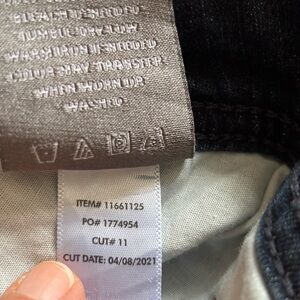 TUMBLE DRY LOW
WARM IRON IF NEEDED
COLOR MAY TRANSFER
WHEN WORN OR
WASHED
ITEM# 11661125
PO# 1774954
CUT# 11
CUT DATE: 04/08/2021